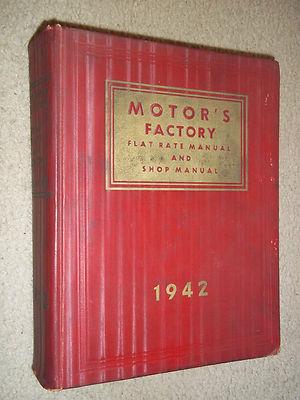 MOTOR'S
FACTORY
FLAT RATE MANUAL
AND
SHOP MANUAL
1942